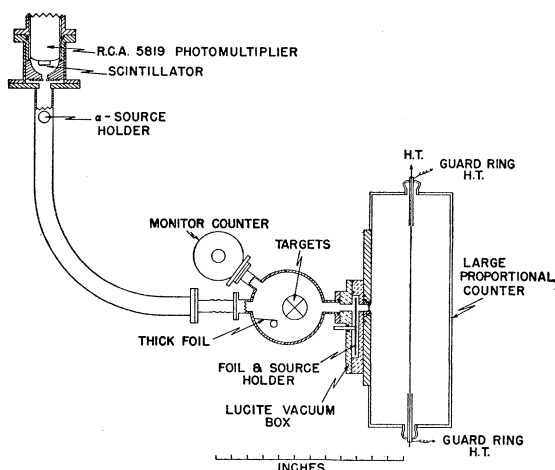 R.C.A. 5819 PHOTOMULTIPLIER
SCINTILLATOR
α-SOURCE
HOLDER
H.T.
GUARD RING
H.T.
MONITOR COUNTER
TARGETS
LARGE
PROPORTIONAL
COUNTER
THICK FOIL
FOIL & SOURCE
HOLDER
LUCITE VACUUM
BOX
GUARD RING
H.T.
INCHES